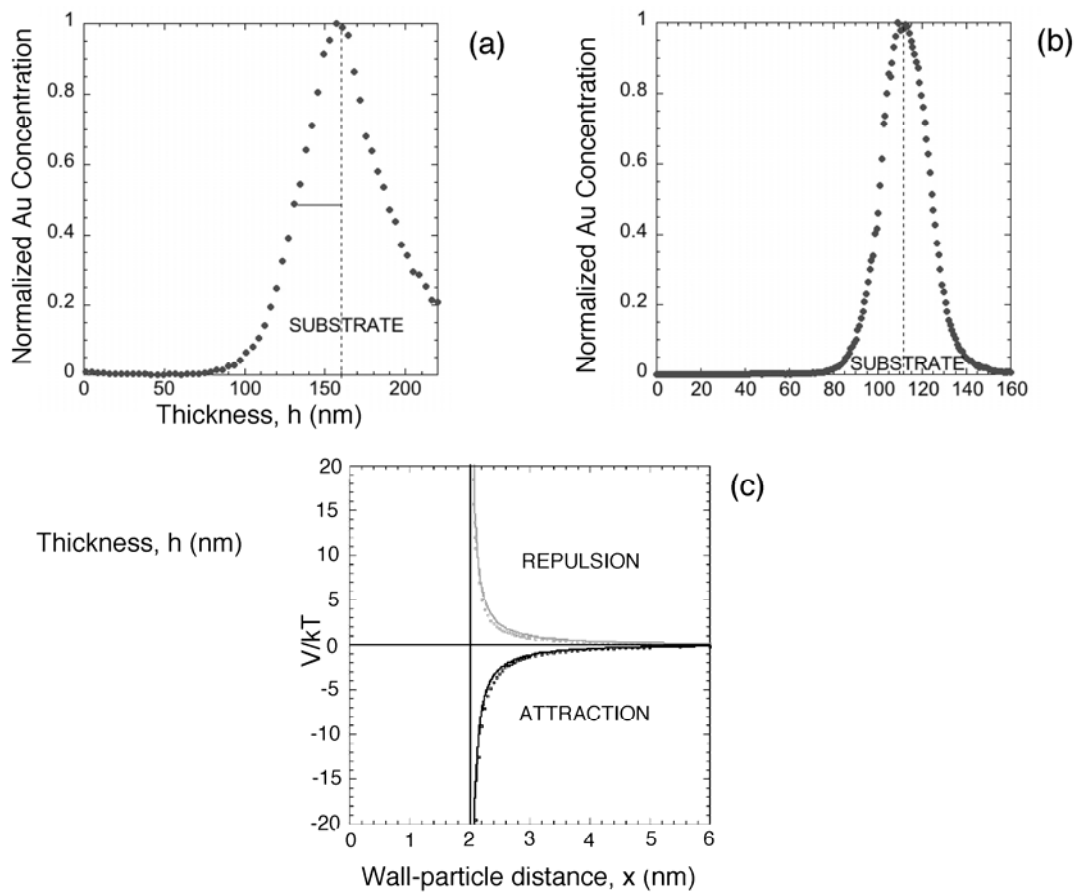 (a)
Normalized Au Concentration
1
0.8
0.6
0.4
0.2
0
SUBSTRATE
0 50 100 150 200
Thickness, h (nm)
(b)
Normalized Au Concentration
1
0.8
0.6
0.4
0.2
0
SUBSTRATE
0 20 40 60 80 100 120 140 160
Thickness, h (nm)
(c)
V/kT
20
15
10
5
0
-5
-10
-15
-20
REPULSION
ATTRACTION
0 1 2 3 4 5 6
Wall-particle distance, x (nm)